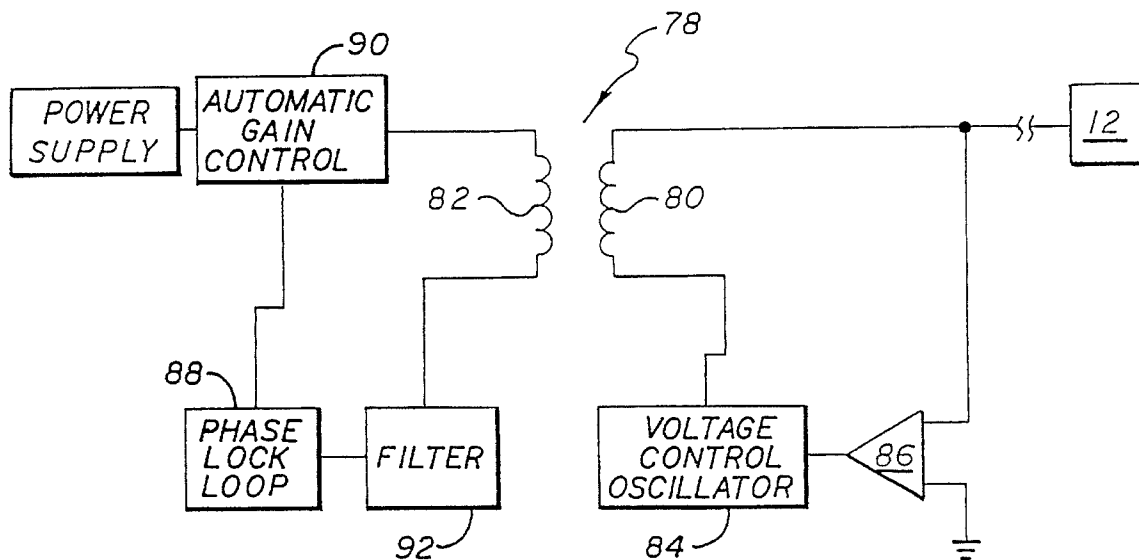 78
90
POWER
SUPPLY
AUTOMATIC
GAIN
CONTROL
12
82
80
88
PHASE
LOCK
LOOP
FILTER
92
VOLTAGE
CONTROL
OSCILLATOR
84
86